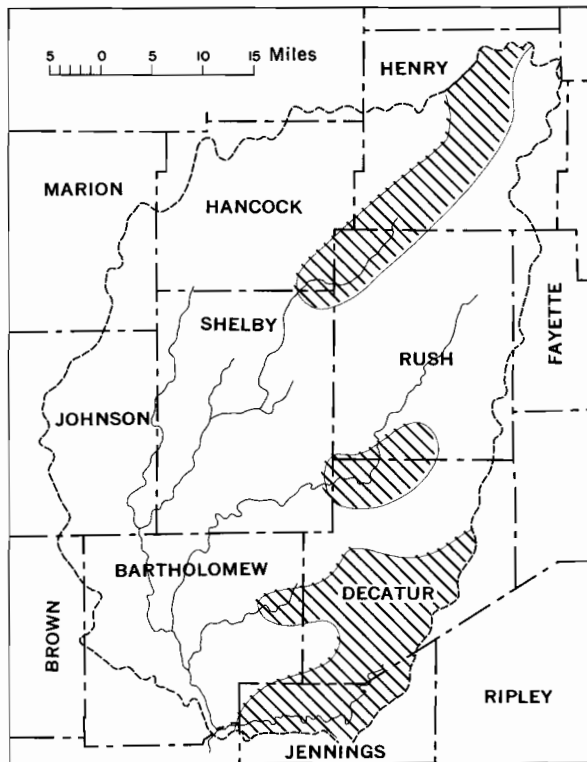 5 0 5 10 15 Miles
HENRY
MARION
HANCOCK
SHELBY
FAYETTE
RUSH
JOHNSON
BARTHOLOMEW
DECATUR
BROWN
RIPLEY
JENNINGS